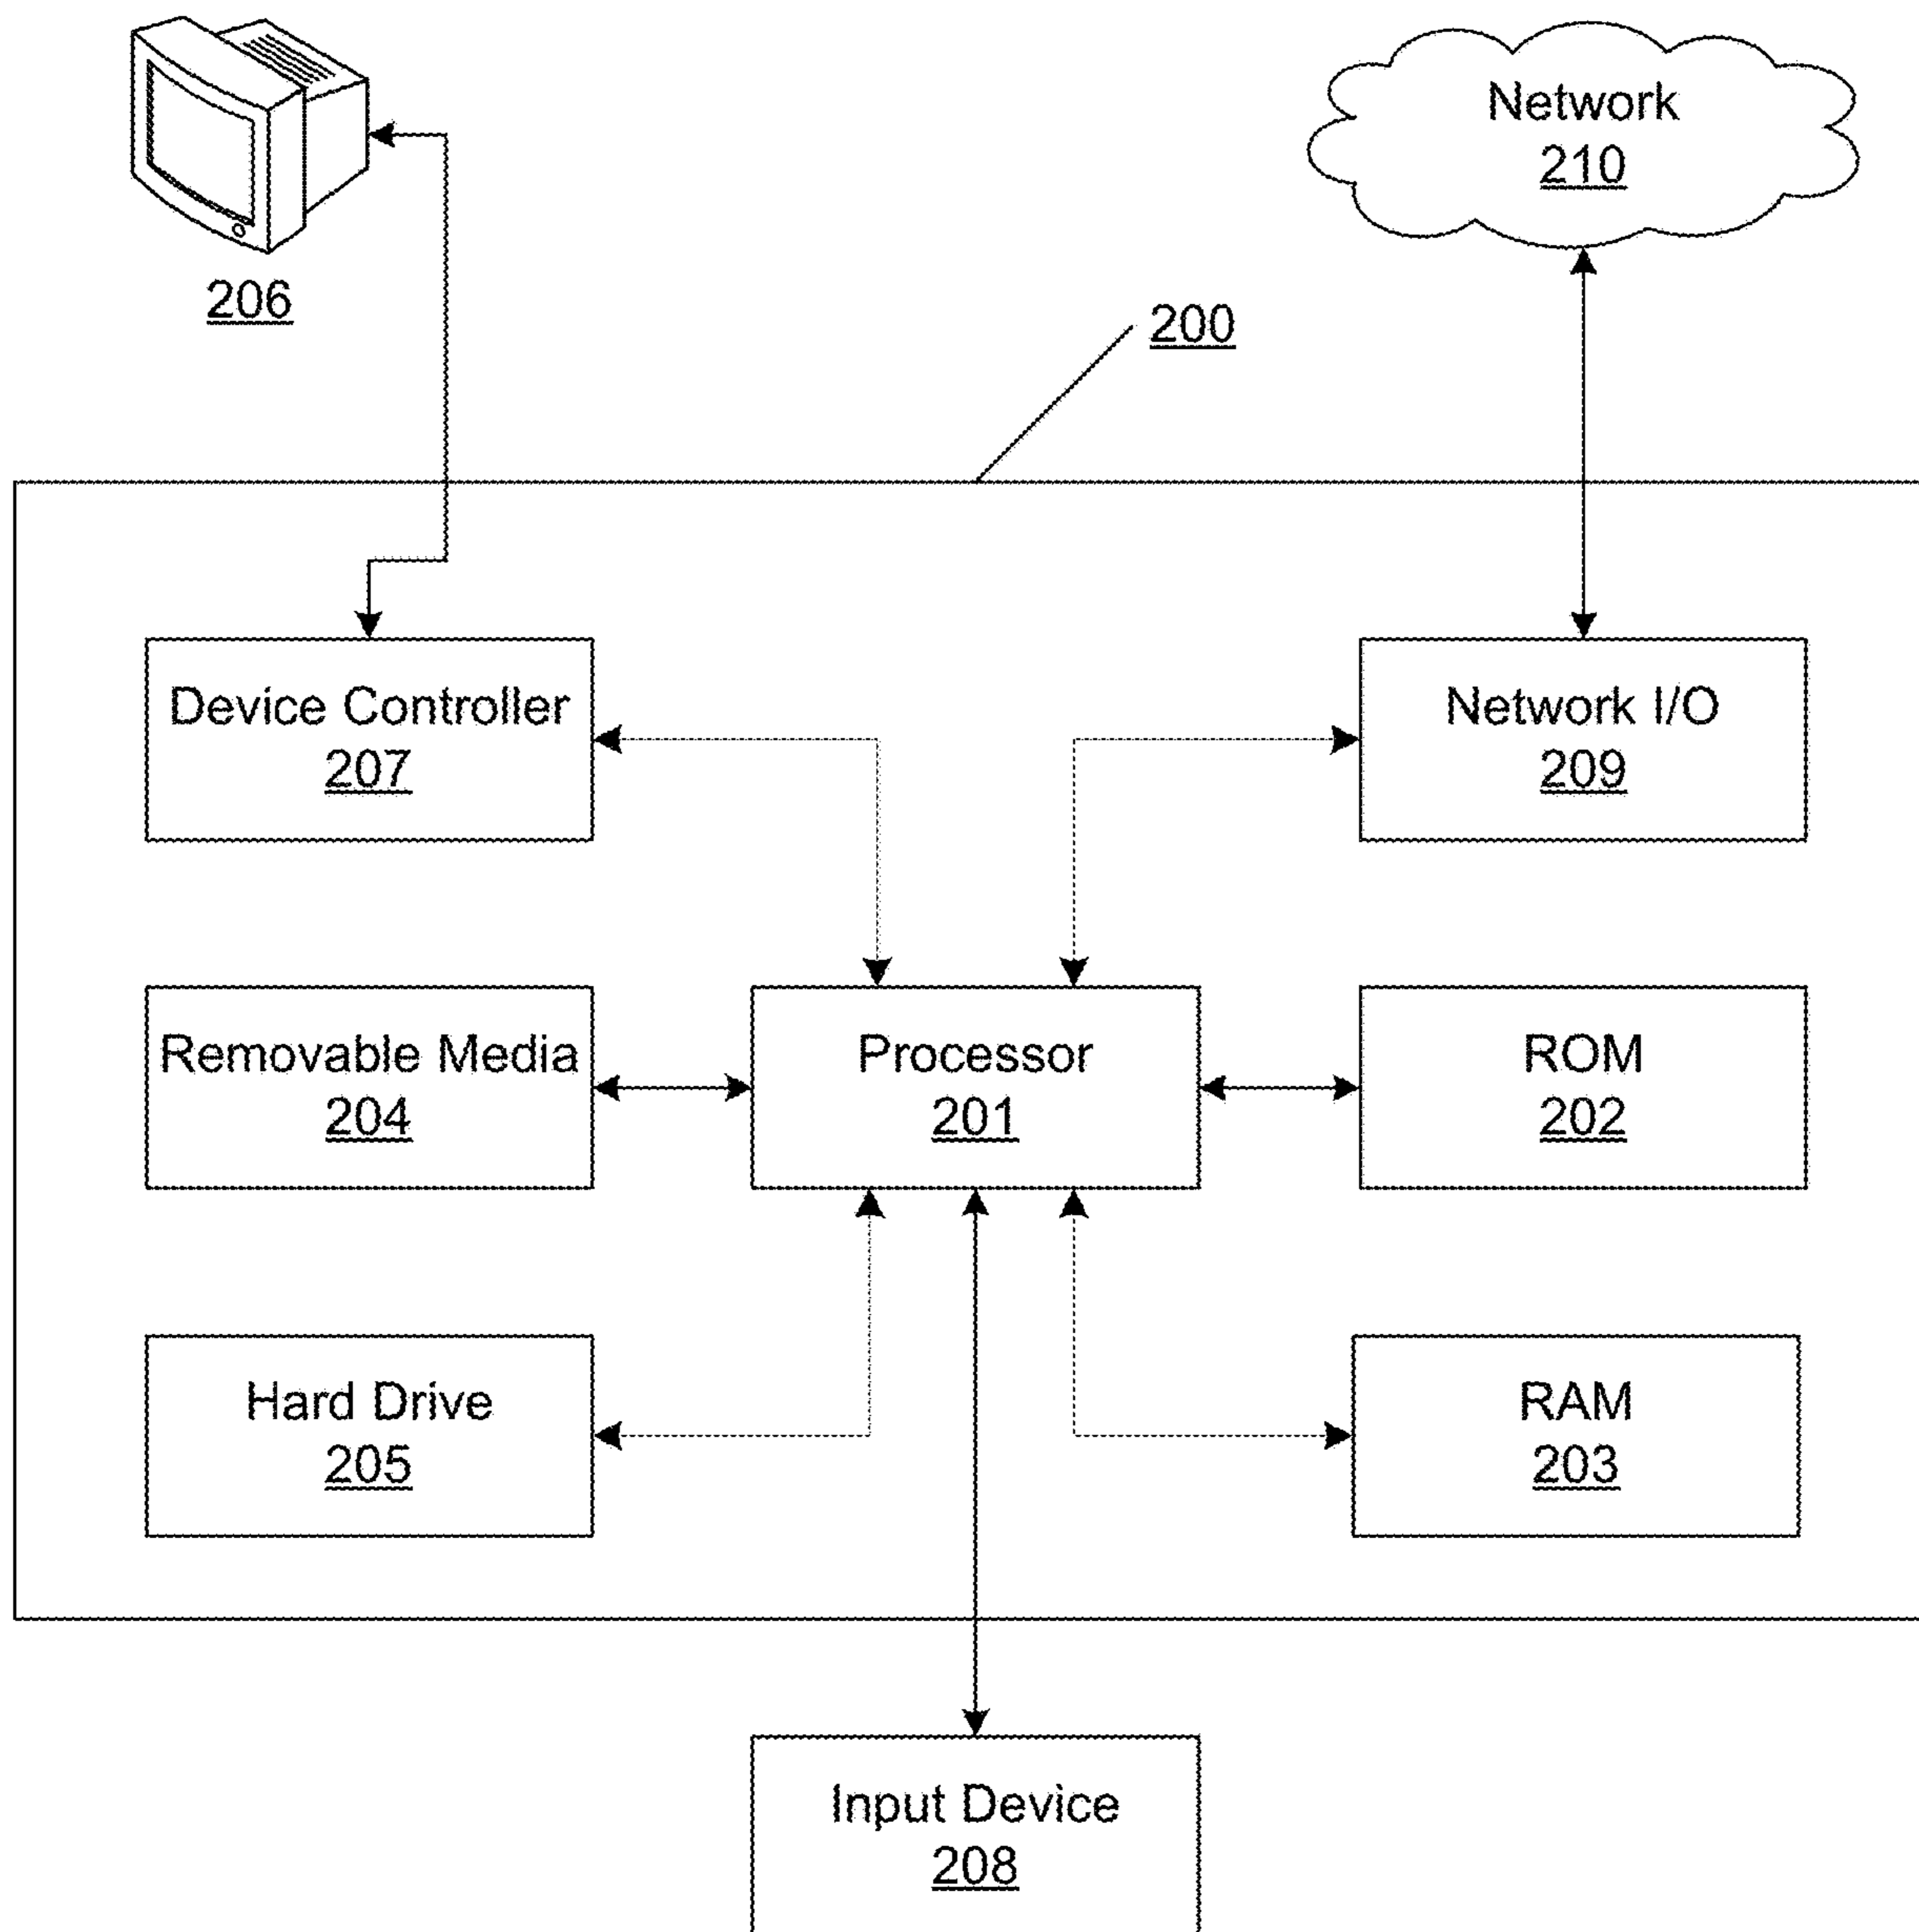 Network
210
206
200
Device Controller
207
Network I/O
209
Removable Media
204
Processor
201
ROM
202
Hard Drive
205
RAM
203
Input Device
208